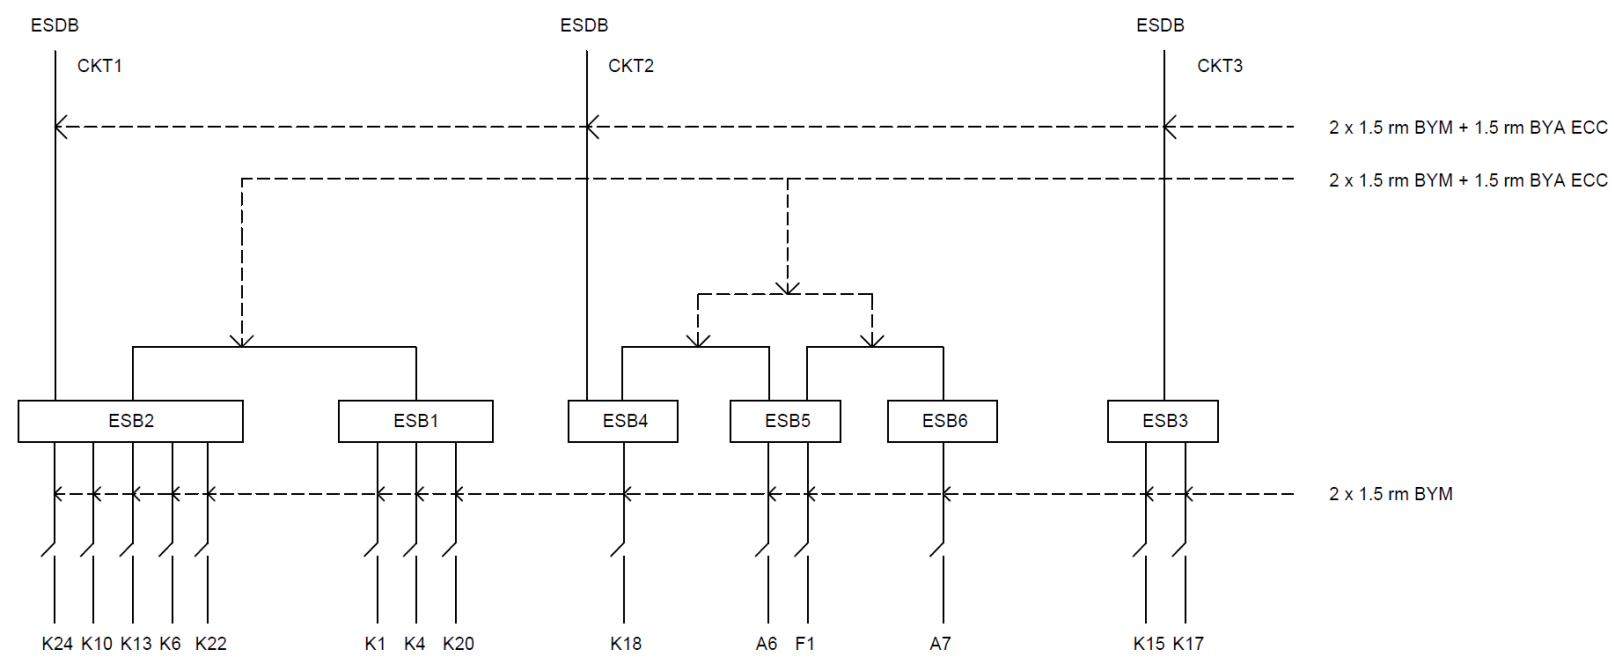 ESDB ESDB ESDB
CKT1 CKT2 CKT3
2 x 1.5 rm BYM + 1.5 rm BYA ECC
2 x 1.5 rm BYM + 1.5 rm BYA ECC
ESB2 ESB1 ESB4 ESB5 ESB6 ESB3
2 x 1.5 rm BYM
K24 K10 K13 K6 K22 K1 K4 K20 K18 A6 F1 A7 K15 K17